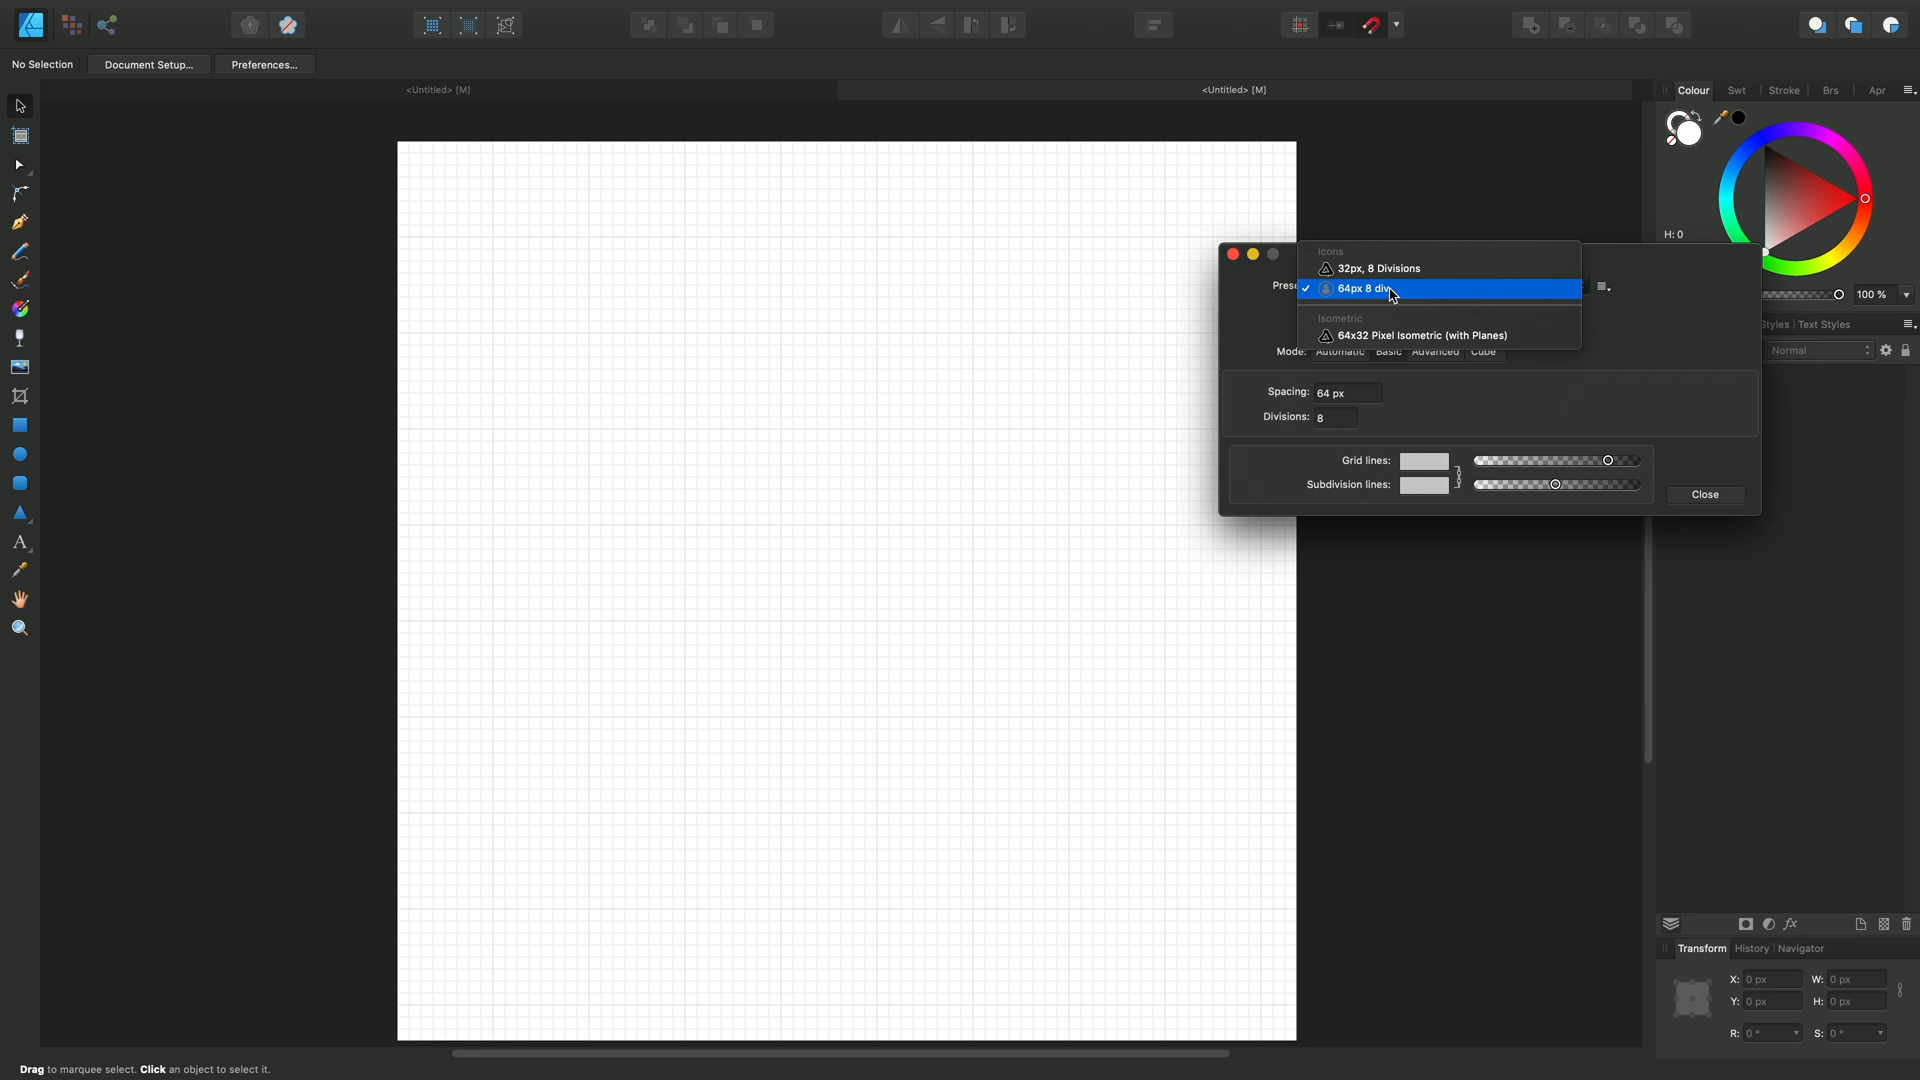 No Selection
Document Setup...
Preferences...
<Untitled> [M]
<Untitled> [M]
Colour
Swt
Stroke
Brs
Apr
H: 0
100 %
Icons
32px, 8 Divisions
64px 8 div
Isometric
64x32 Pixel Isometric (with Planes)
Mode: Automatic Basic Advanced Cube
Spacing: 64 px
Divisions: 8
Grid lines:
Subdivision lines:
Close
Text Styles
Normal
fx
Transform
History
Navigator
X: 0 px
W: 0 px
Y: 0 px
H: 0 px
R: 0 °
S: 0 °
A
Drag to marquee select. Click an object to select it.